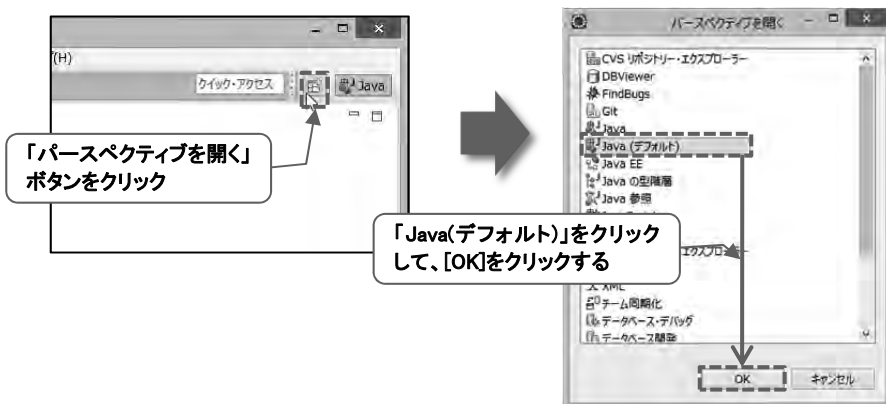 (H)
クイック・アクセス
Java
「パースペクティブを開く」
ボタンをクリック
パースペクティブを開く
CVS リポジトリー・エクスプローラー
DBViewer
FindBugs
Git
Java
Java (デフォルト)
Java EE
Java の型階層
Java 参照
「Java(デフォルト)」をクリック
して、[OK]をクリックする
エクスプローラー
XML
チーム同期化
データベース・デバッグ
データベース開発
OK
キャンセル